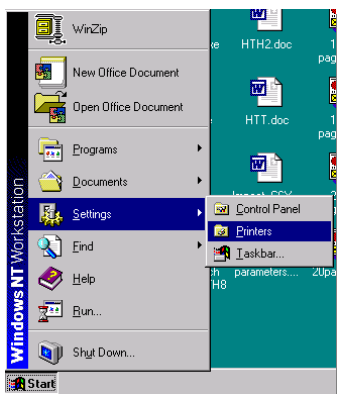 WinZip
New Office Document
Open Office Document
Programs
Documents
Settings
Find
Help
Run...
Shut Down...
Windows NT Workstation
Start
Control Panel
Printers
Taskbar...
HTH2.doc
HTT.doc
parameters....